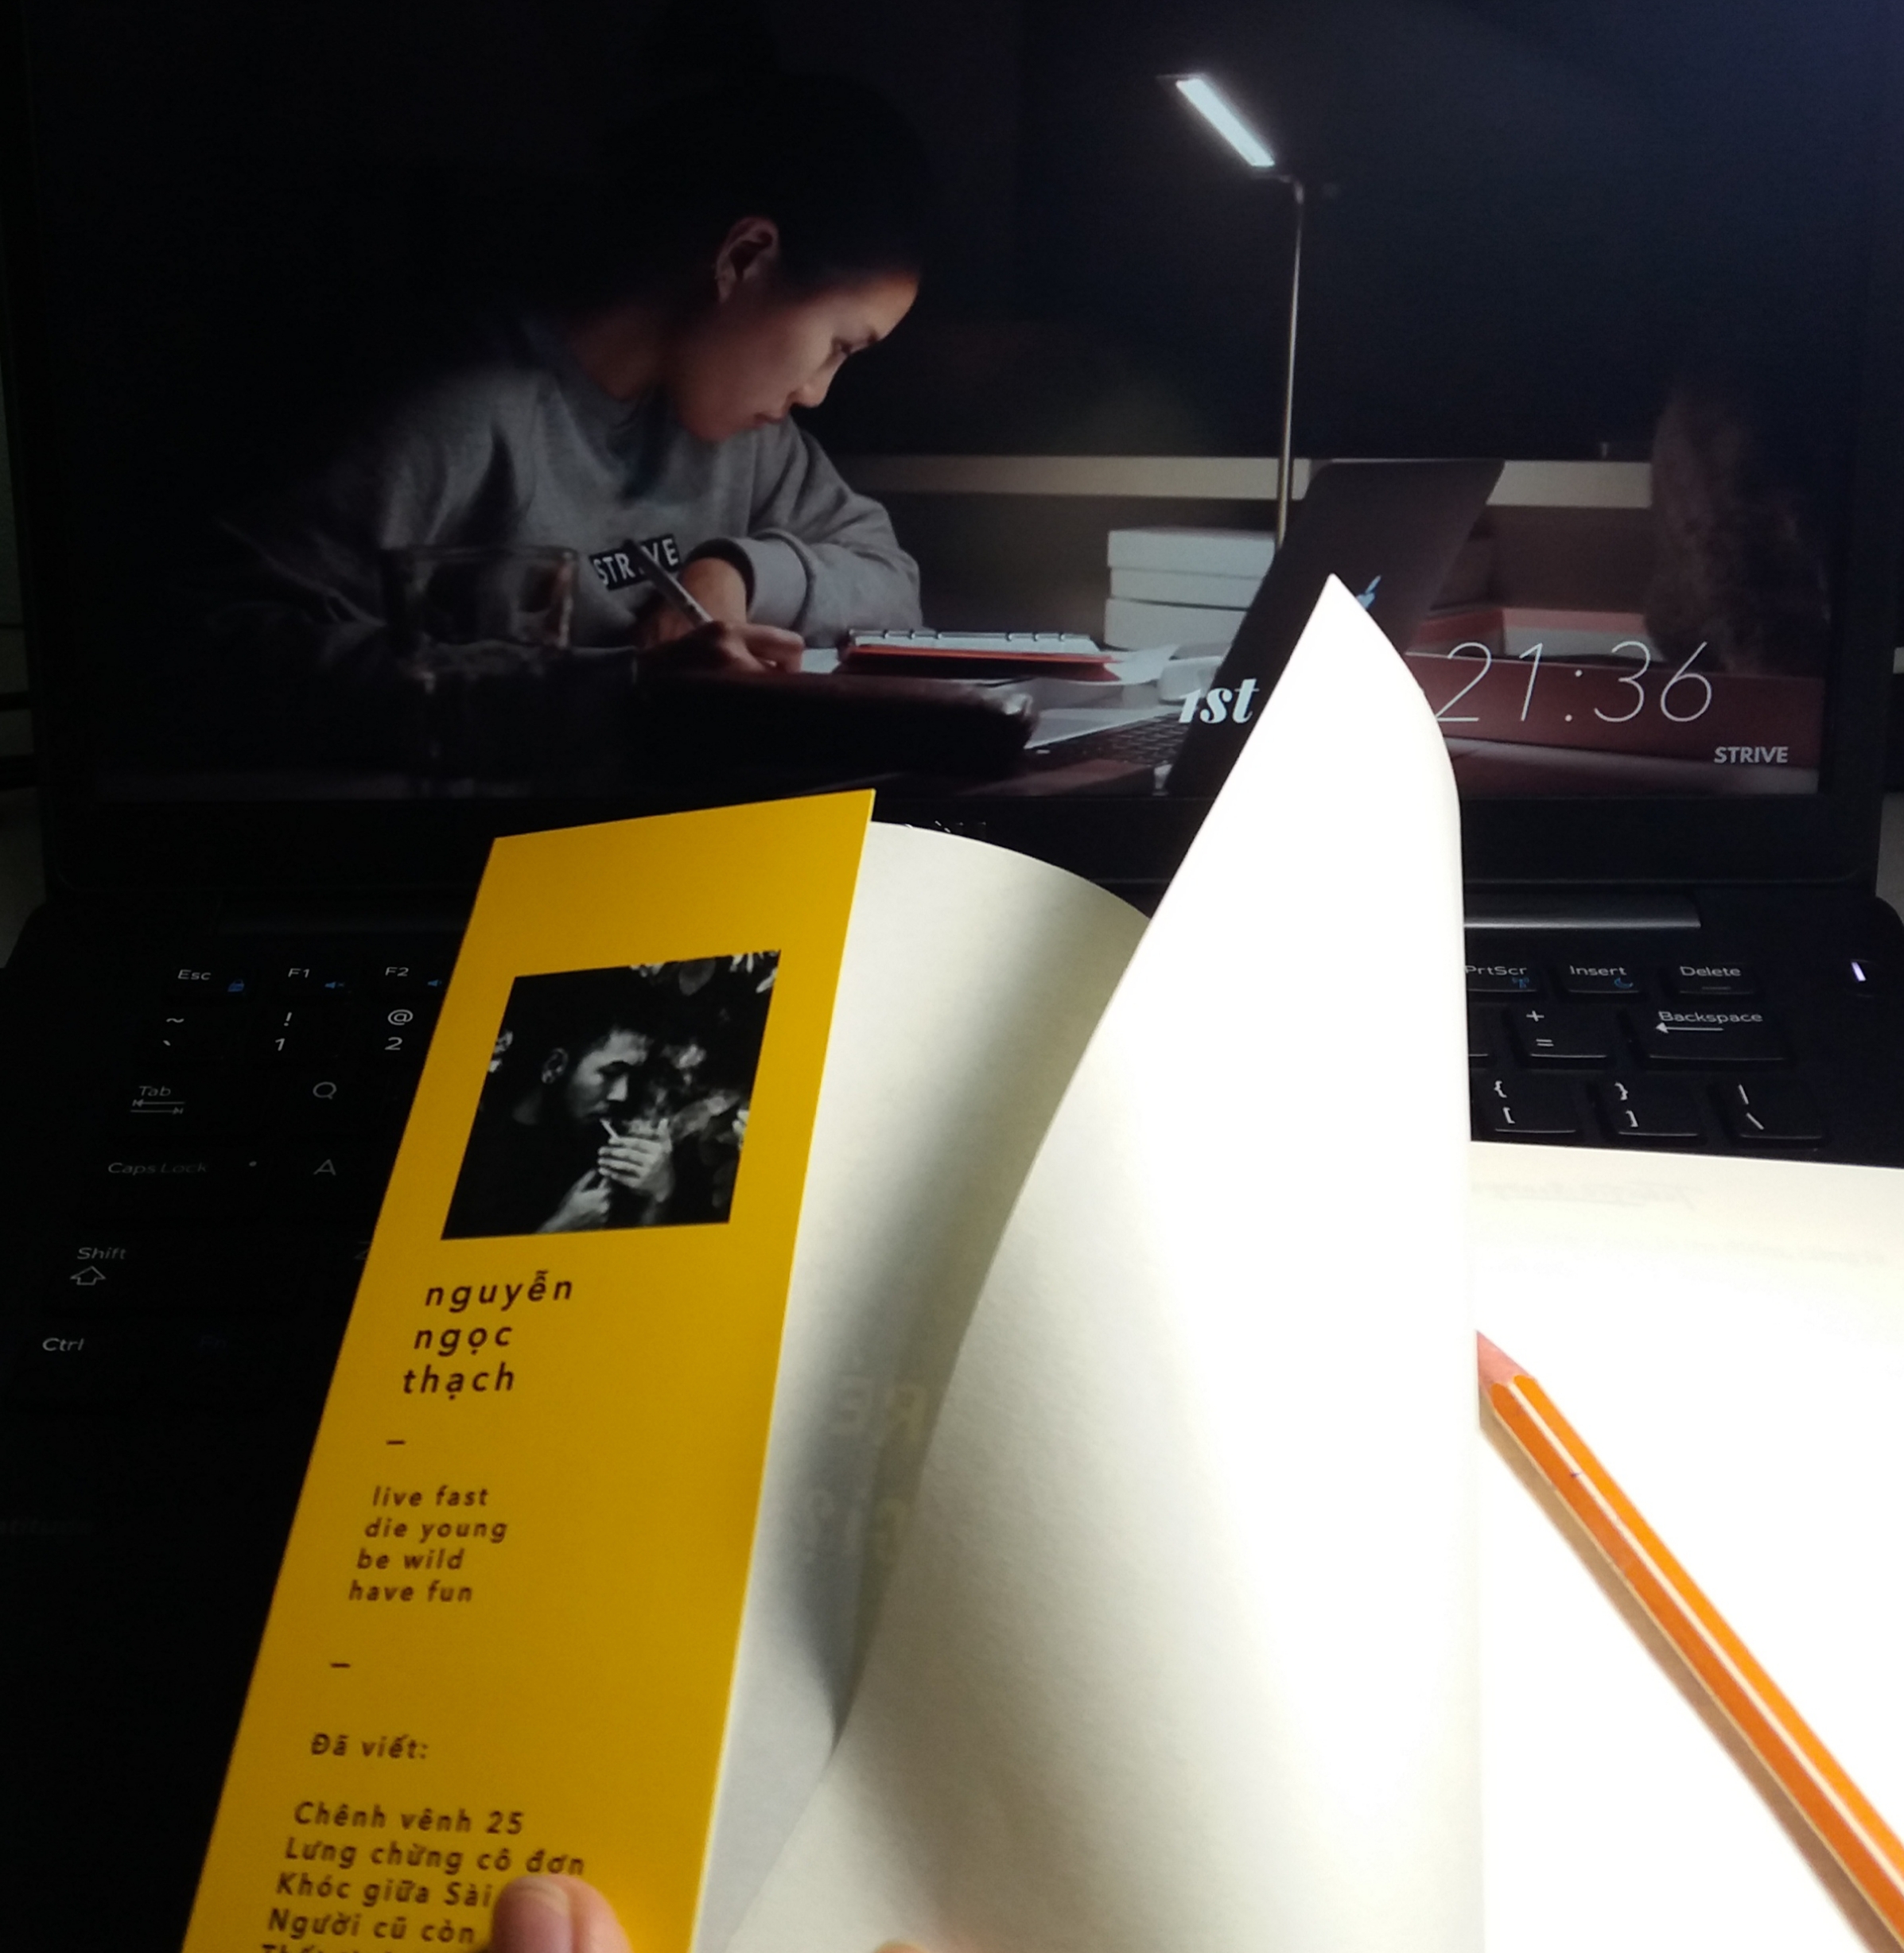 STRIVE
1st
21:36
STRIVE
Esc
F1
F2
PrtScr
Insert
Delete
~
!
@
+
Backspace
`
1
2
=
Tab
Q
{
}
|
[
]
\
Caps Lock
A
Shift
Z
Ctrl
Fn
nguyễn
ngọc
thạch
–
live fast
die young
be wild
have fun
–
Đã viết:
Chênh vênh 25
Lưng chừng cô đơn
Khóc giữa Sài
Người cũ còn